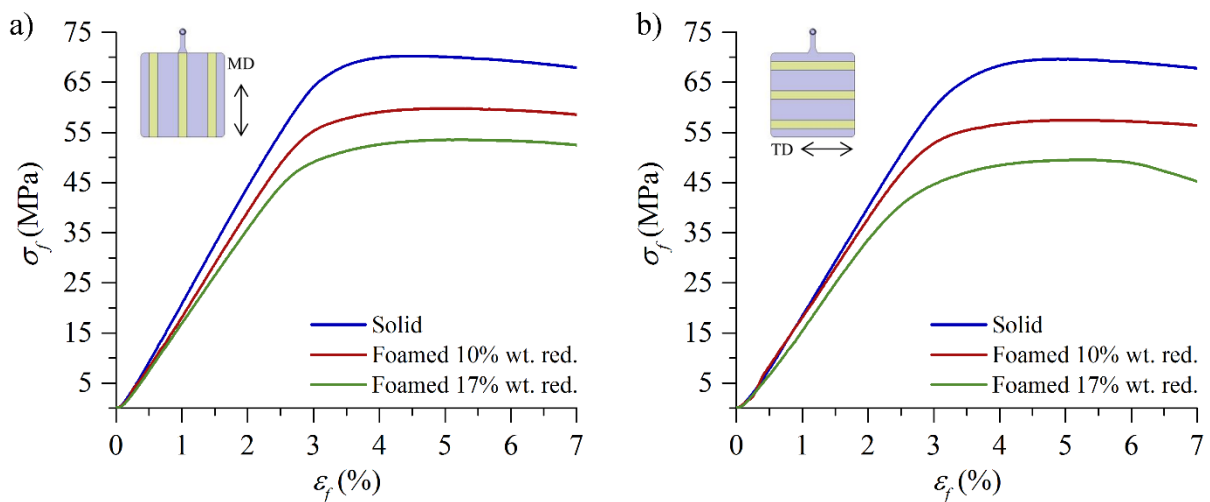 a)
75
65
55
45
35
25
15
5
σf (MPa)
MD
Solid
Foamed 10% wt. red.
Foamed 17% wt. red.
0 1 2 3 4 5 6 7
εf (%)
b)
75
65
55
45
35
25
15
5
σf (MPa)
TD
Solid
Foamed 10% wt. red.
Foamed 17% wt. red.
0 1 2 3 4 5 6 7
εf (%)